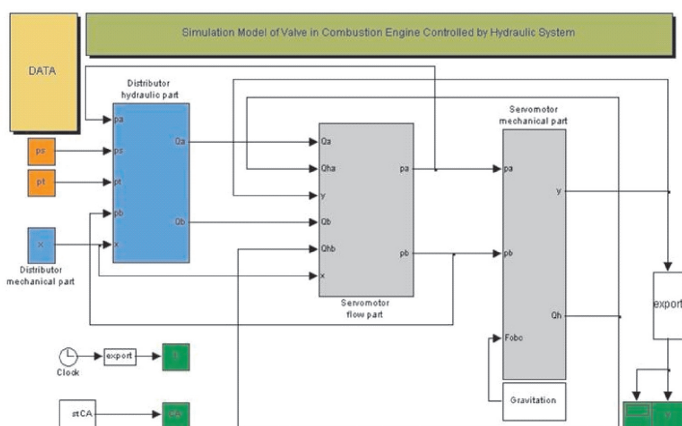 Simulation Model of Valve in Combustion Engine Controlled by Hydraulic System
DATA
Distributor
hydraulic part
pa
ps
pt
pb
x
Qa
Qb
ps
pt
x
Distributor
mechanical part
Qa
Qha
y
Qb
Qhb
x
pa
pb
Servomotor
flow part
Servomotor
mechanical part
pa
pb
Fobc
y
Qh
Gravitation
export
Clock
export
stCA